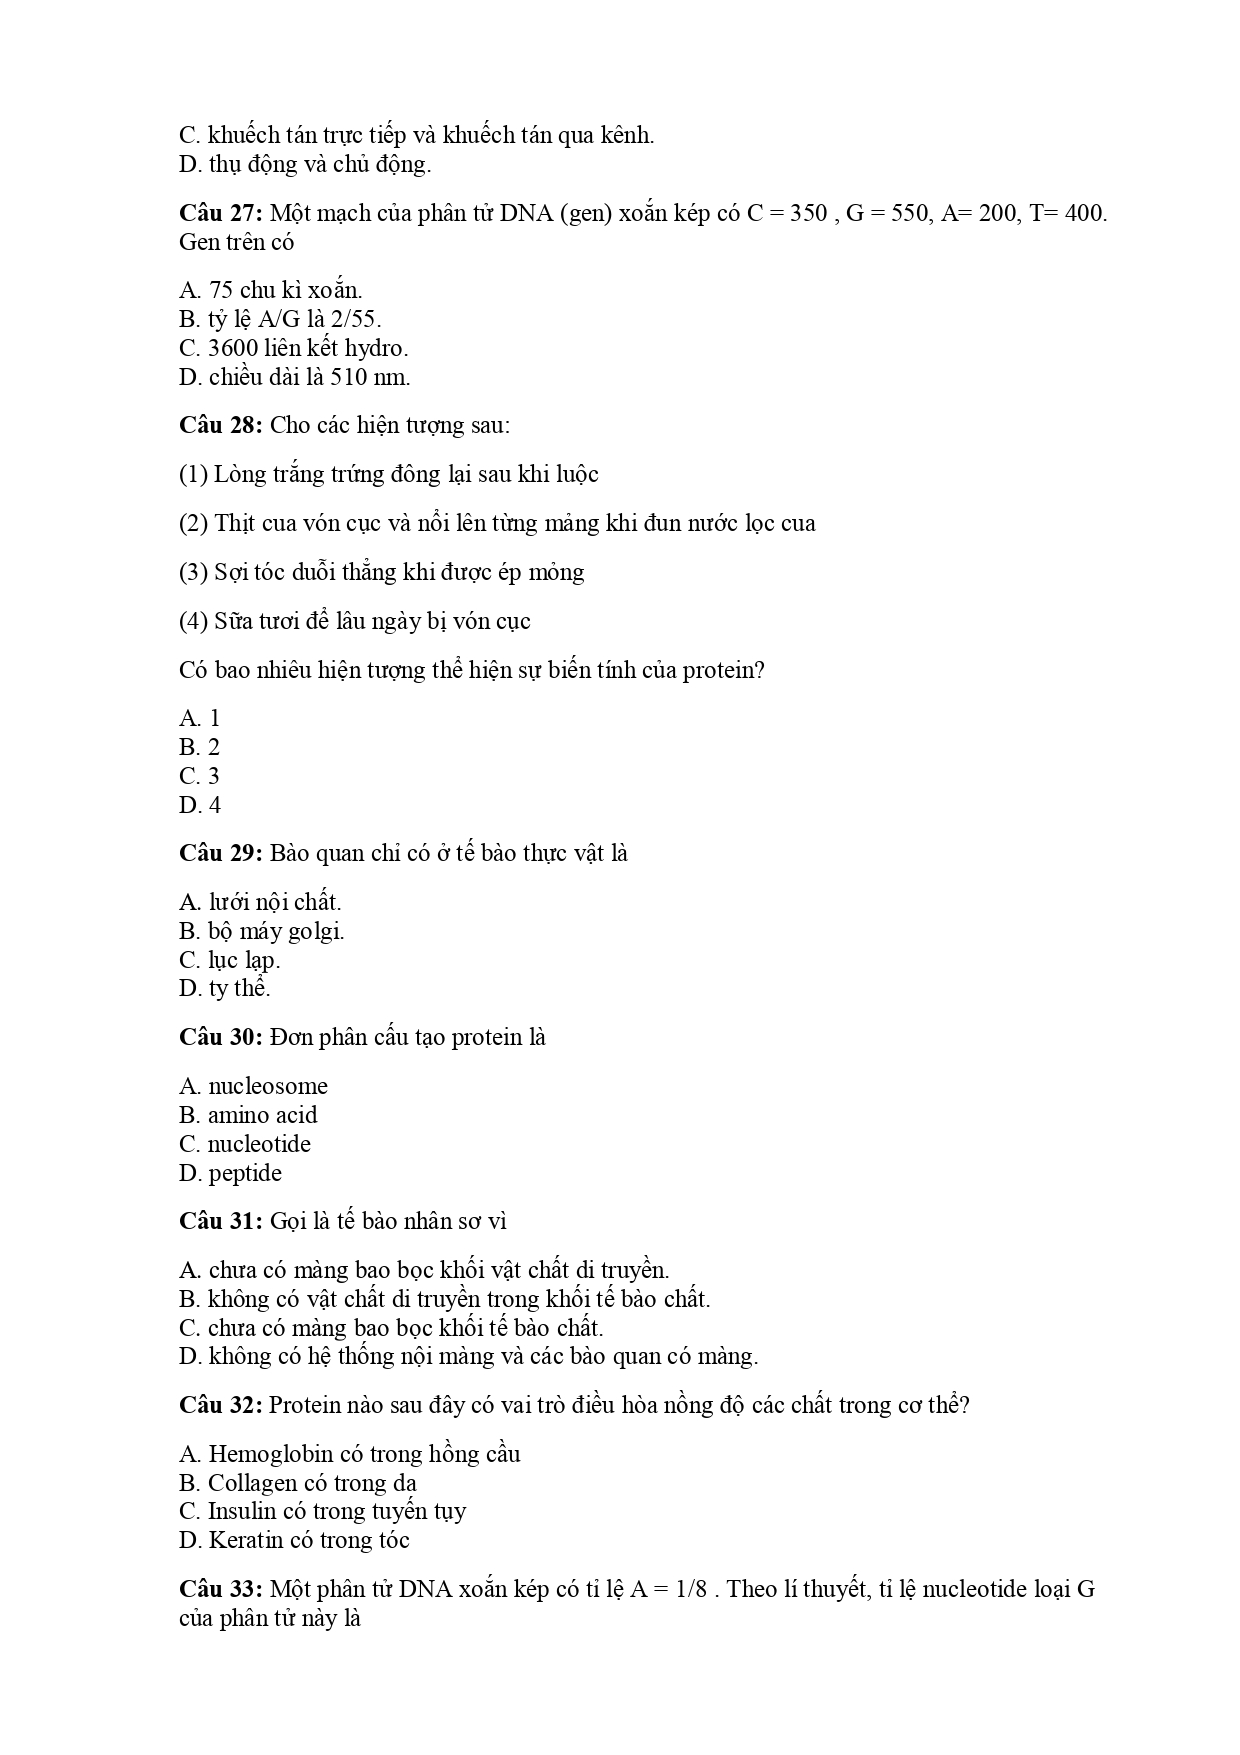 C. khuếch tán trực tiếp và khuếch tán qua kênh.
D. thụ động và chủ động.
Câu 27: Một mạch của phân tử DNA (gen) xoắn kép có C = 350 , G = 550, A= 200, T= 400.
Gen trên có
A. 75 chu kì xoắn.
B. tỷ lệ A/G là 2/55.
C. 3600 liên kết hydro.
D. chiều dài là 510 nm.
Câu 28: Cho các hiện tượng sau:
(1) Lòng trắng trứng đông lại sau khi luộc
(2) Thịt cua vón cục và nổi lên từng mảng khi đun nước lọc cua
(3) Sợi tóc duỗi thẳng khi được ép mỏng
(4) Sữa tươi để lâu ngày bị vón cục
Có bao nhiêu hiện tượng thể hiện sự biến tính của protein?
A. 1
B. 2
C. 3
D. 4
Câu 29: Bào quan chỉ có ở tế bào thực vật là
A. lưới nội chất.
B. bộ máy golgi.
C. lục lạp.
D. ty thể.
Câu 30: Đơn phân cấu tạo protein là
A. nucleosome
B. amino acid
C. nucleotide
D. peptide
Câu 31: Gọi là tế bào nhân sơ vì
A. chưa có màng bao bọc khối vật chất di truyền.
B. không có vật chất di truyền trong khối tế bào chất.
C. chưa có màng bao bọc khối tế bào chất.
D. không có hệ thống nội màng và các bào quan có màng.
Câu 32: Protein nào sau đây có vai trò điều hòa nồng độ các chất trong cơ thể?
A. Hemoglobin có trong hồng cầu
B. Collagen có trong da
C. Insulin có trong tuyến tụy
D. Keratin có trong tóc
Câu 33: Một phân tử DNA xoắn kép có tỉ lệ A = 1/8 . Theo lí thuyết, tỉ lệ nucleotide loại G
của phân tử này là